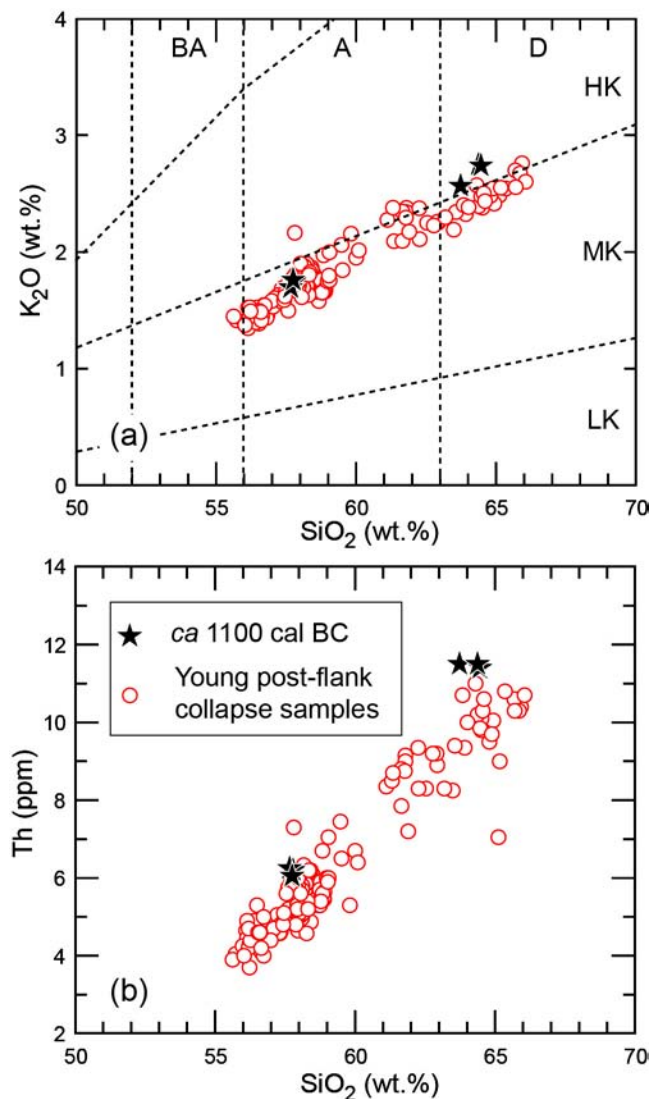 4
BA
A
D
HK
3
K2O (wt.%)
2
MK
1
(a)
LK
0
50
55
60
65
70
SiO2 (wt.%)
14
12
ca 1100 cal BC
Young post-flank
collapse samples
10
Th (ppm)
8
6
4
(b)
2
50
55
60
65
70
SiO2 (wt.%)